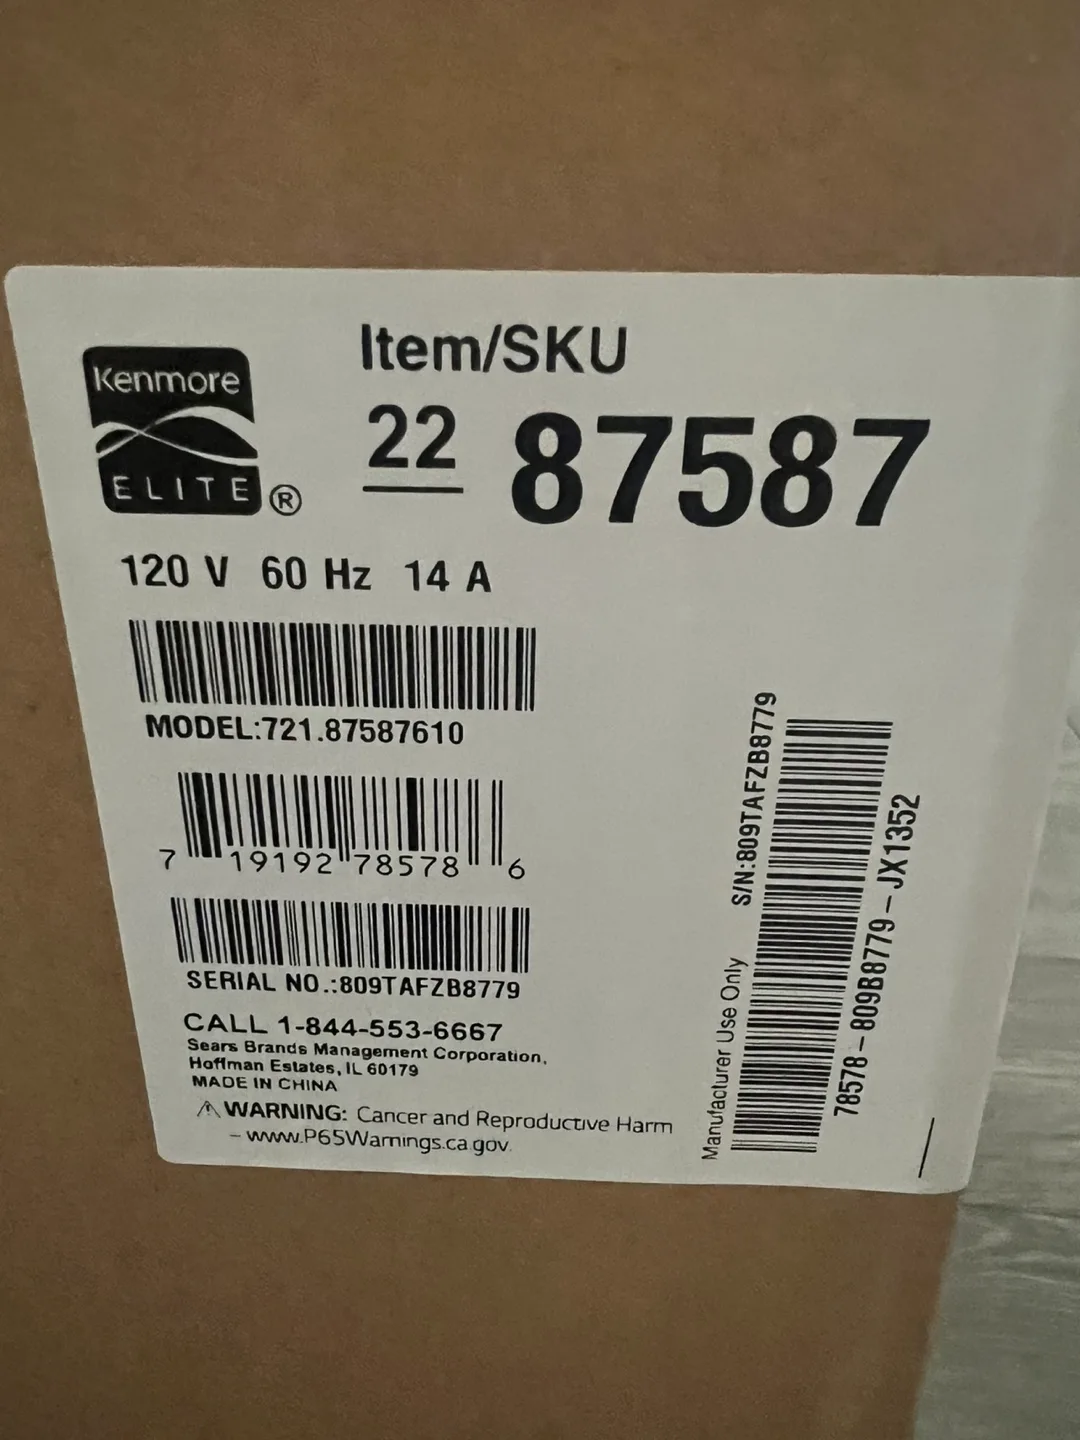 Kenmore
ELITE ®
Item/SKU
22 87587
120 V 60 Hz 14 A
MODEL:721.87587610
7 19192 78578 6
SERIAL NO.:809TAFZB8779
CALL 1-844-553-6667
Sears Brands Management Corporation,
Hoffman Estates, IL 60179
MADE IN CHINA
⚠ WARNING: Cancer and Reproductive Harm
– www.P65Warnings.ca.gov.
Manufacturer Use Only
S/N:809TAFZB8779
78578–809B8779–JX1352